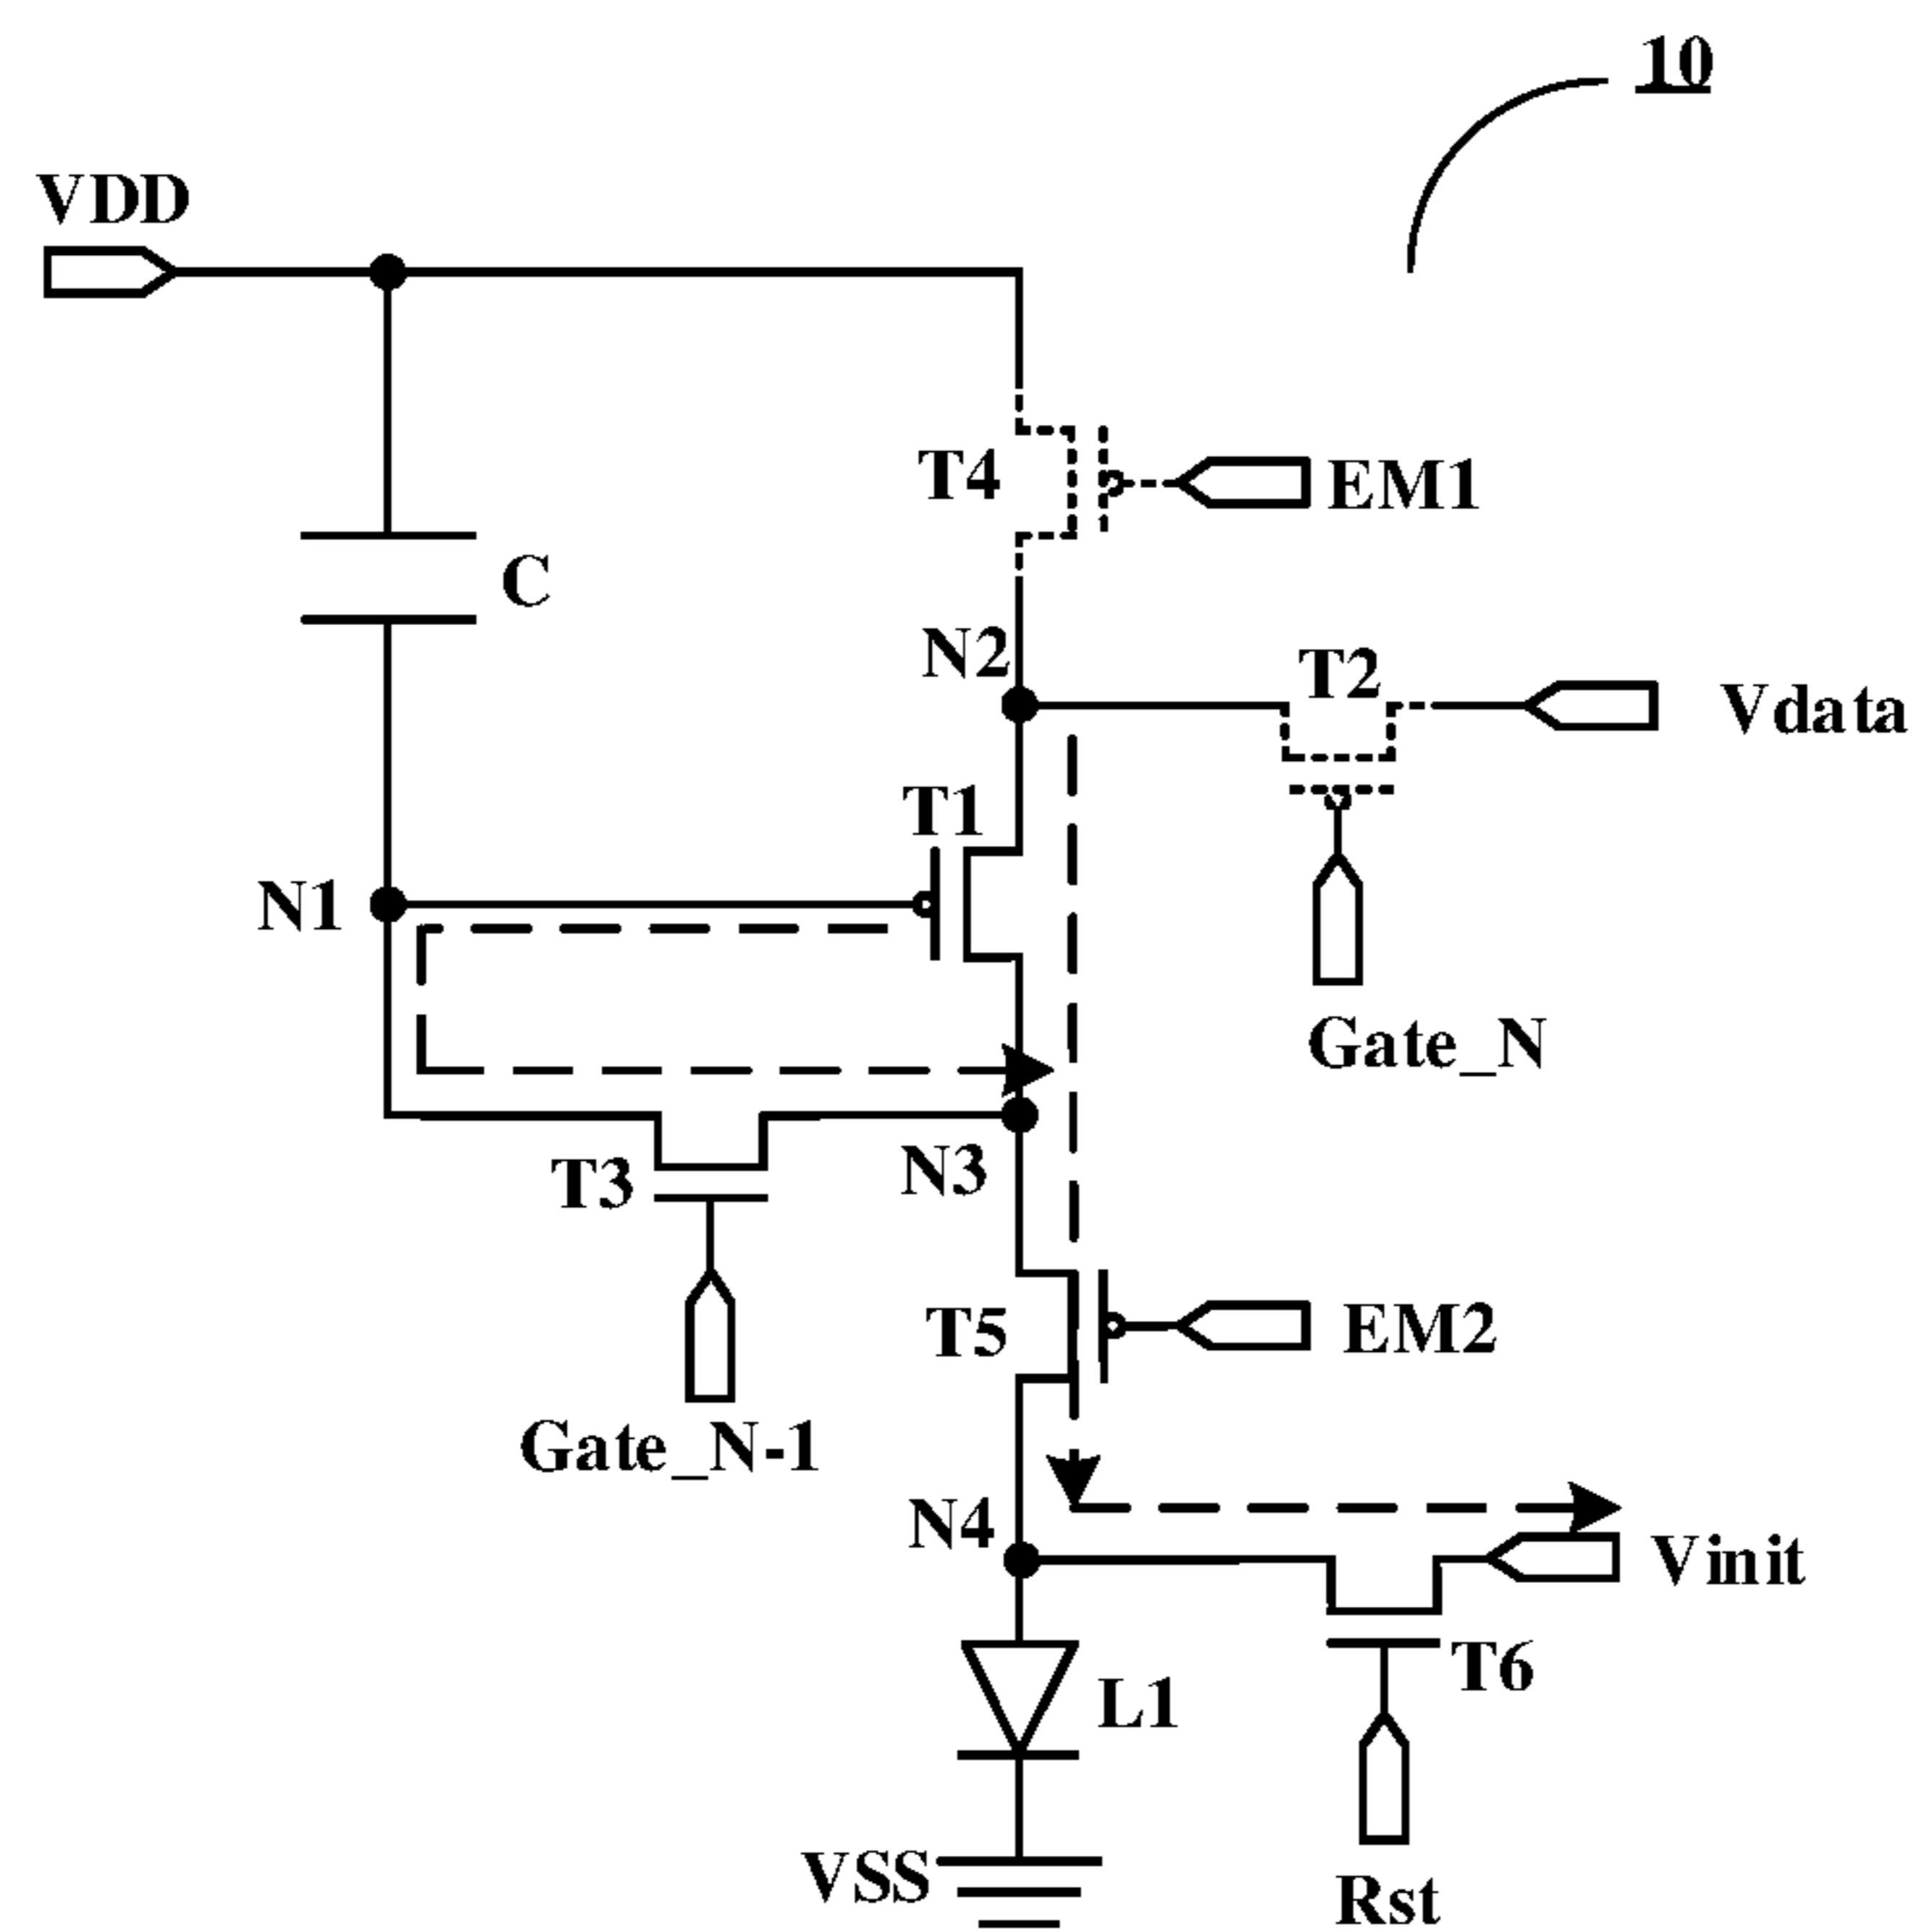 10
VDD
T4
EM1
C
N2
T2
Vdata
T1
N1
Gate_N
T3
N3
T5
EM2
Gate_N-1
N4
Vinit
T6
L1
VSS
Rst